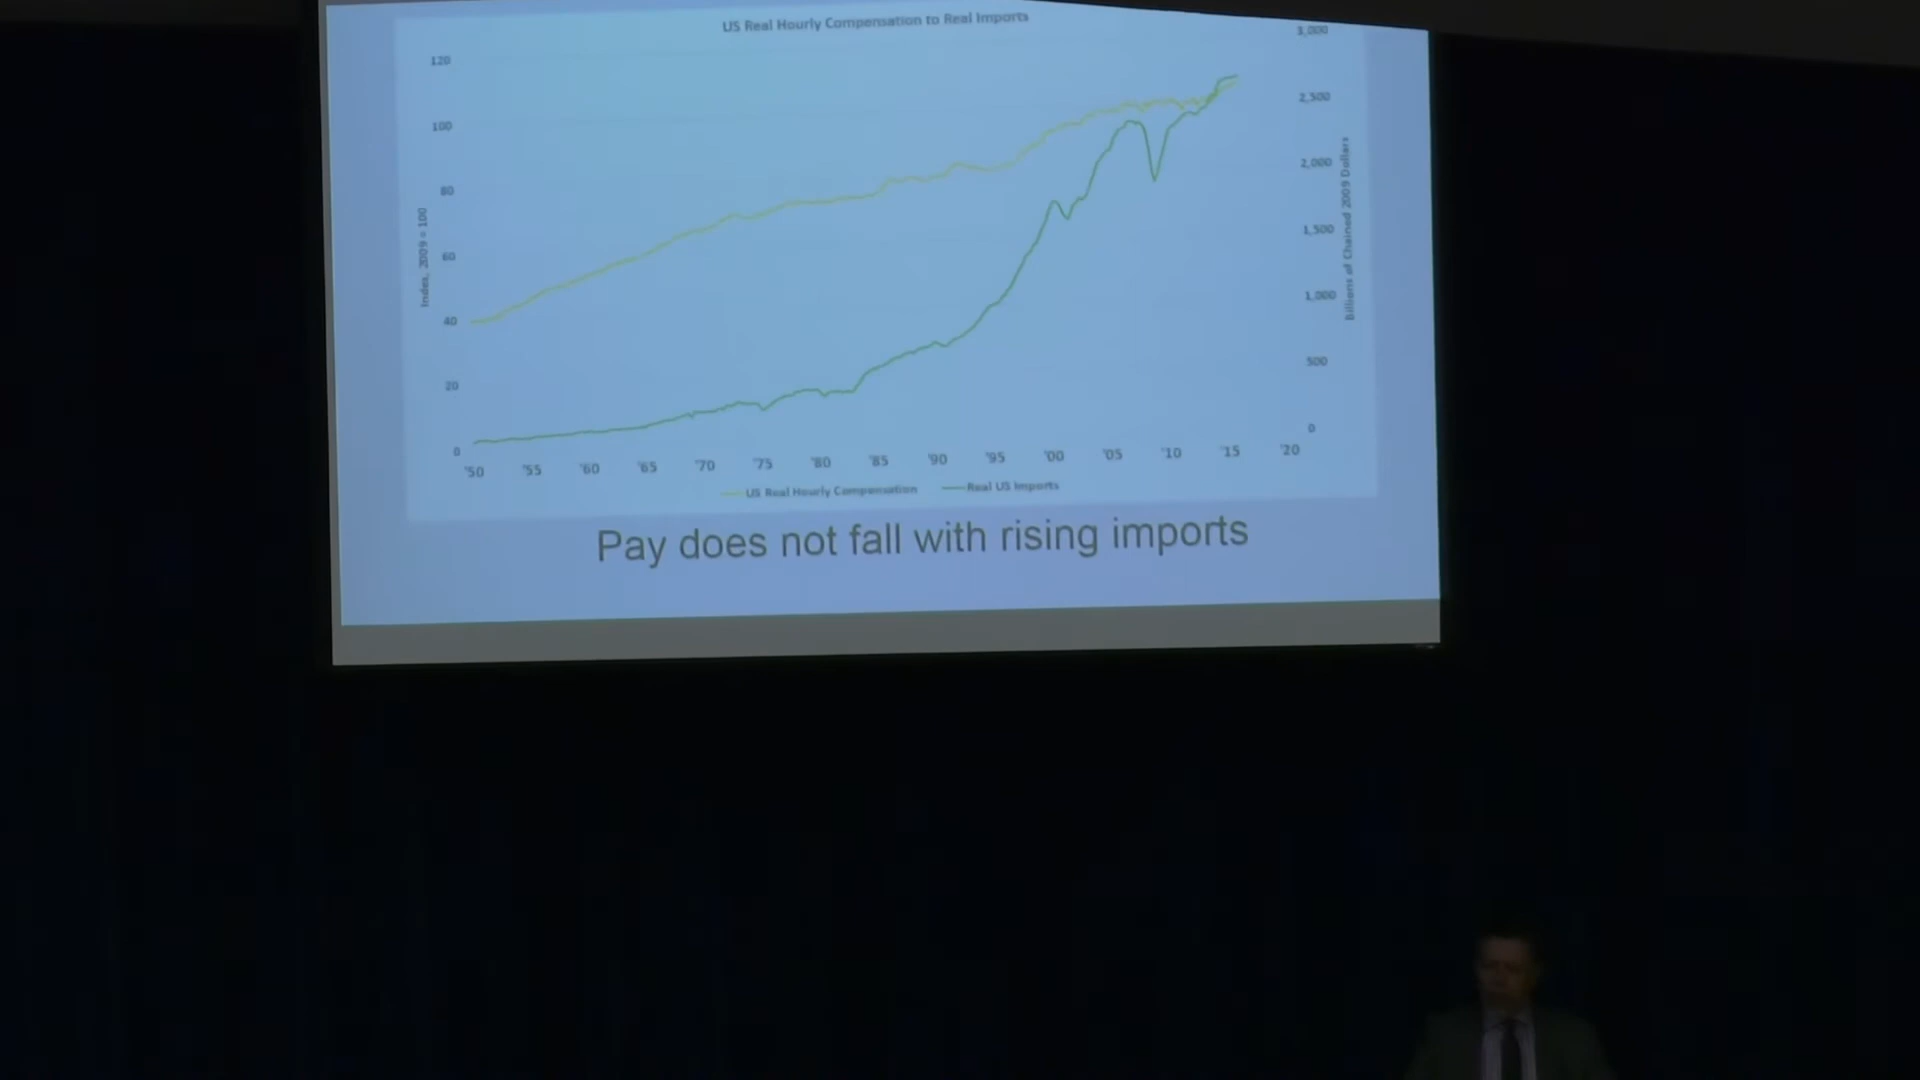 US Real Hourly Compensation to Real Imports
120
100
80
60
40
20
0
Index, 2009 = 100
3,000
2,500
2,000
1,500
1,000
500
0
Billions of Chained 2009 Dollars
'50 '55 '60 '65 '70 '75 '80 '85 '90 '95 '00 '05 '10 '15 '20
US Real Hourly Compensation Real US Imports
Pay does not fall with rising imports